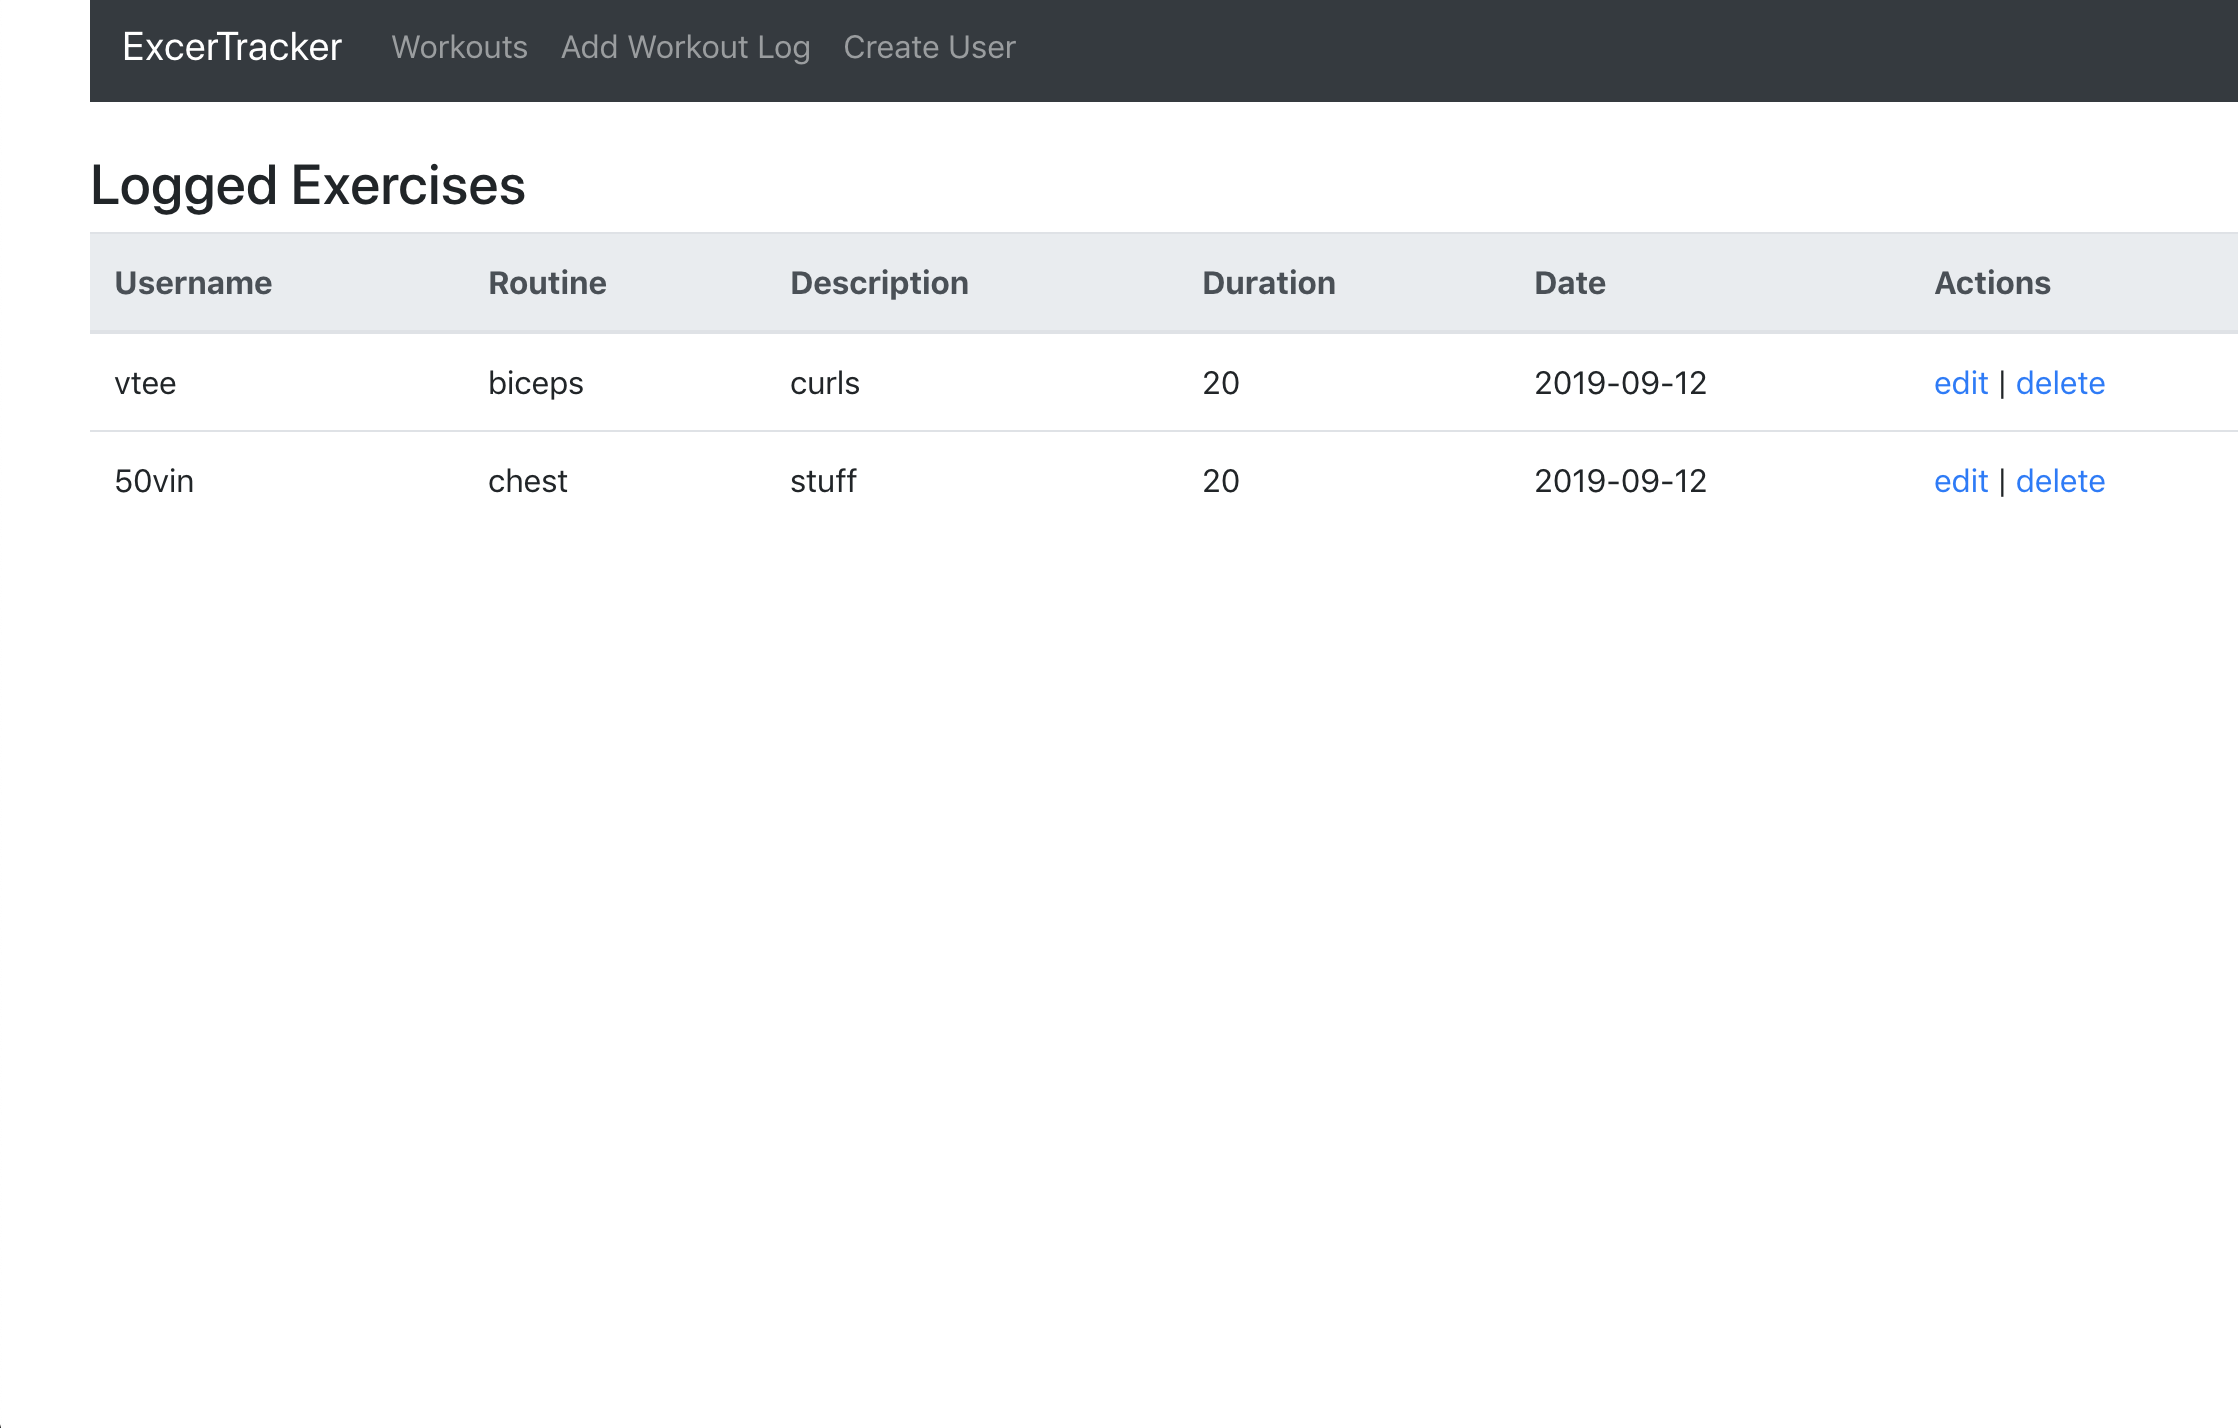 ExcerTracker Workouts Add Workout Log Create User
Logged Exercises
Username Routine Description Duration Date Actions
vtee biceps curls 20 2019-09-12 edit | delete
50vin chest stuff 20 2019-09-12 edit | delete